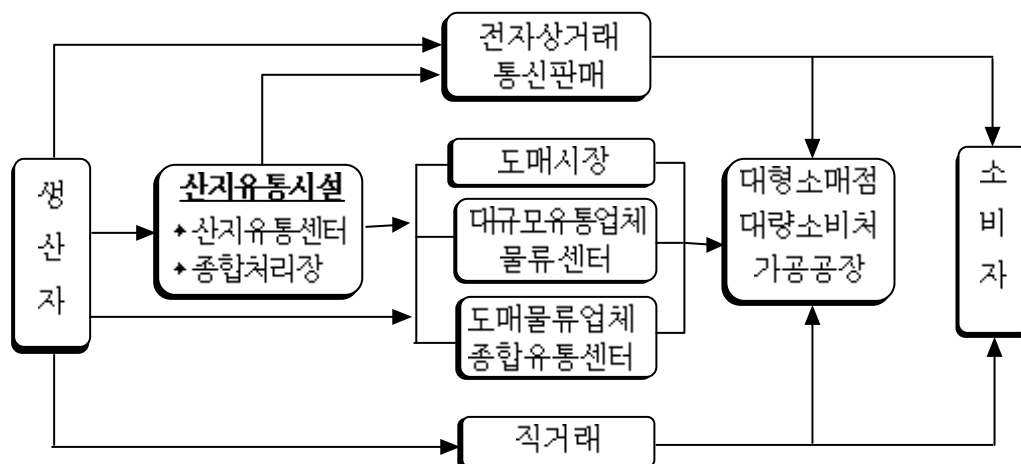 전자상거래
통신판매
생
산
자
산지유통시설
산지유통센터
종합처리장
도매시장
대규모유통업체
물류센터
도매물류업체
종합유통센터
대형소매점
대량소비처
가공공장
소
비
자
직거래